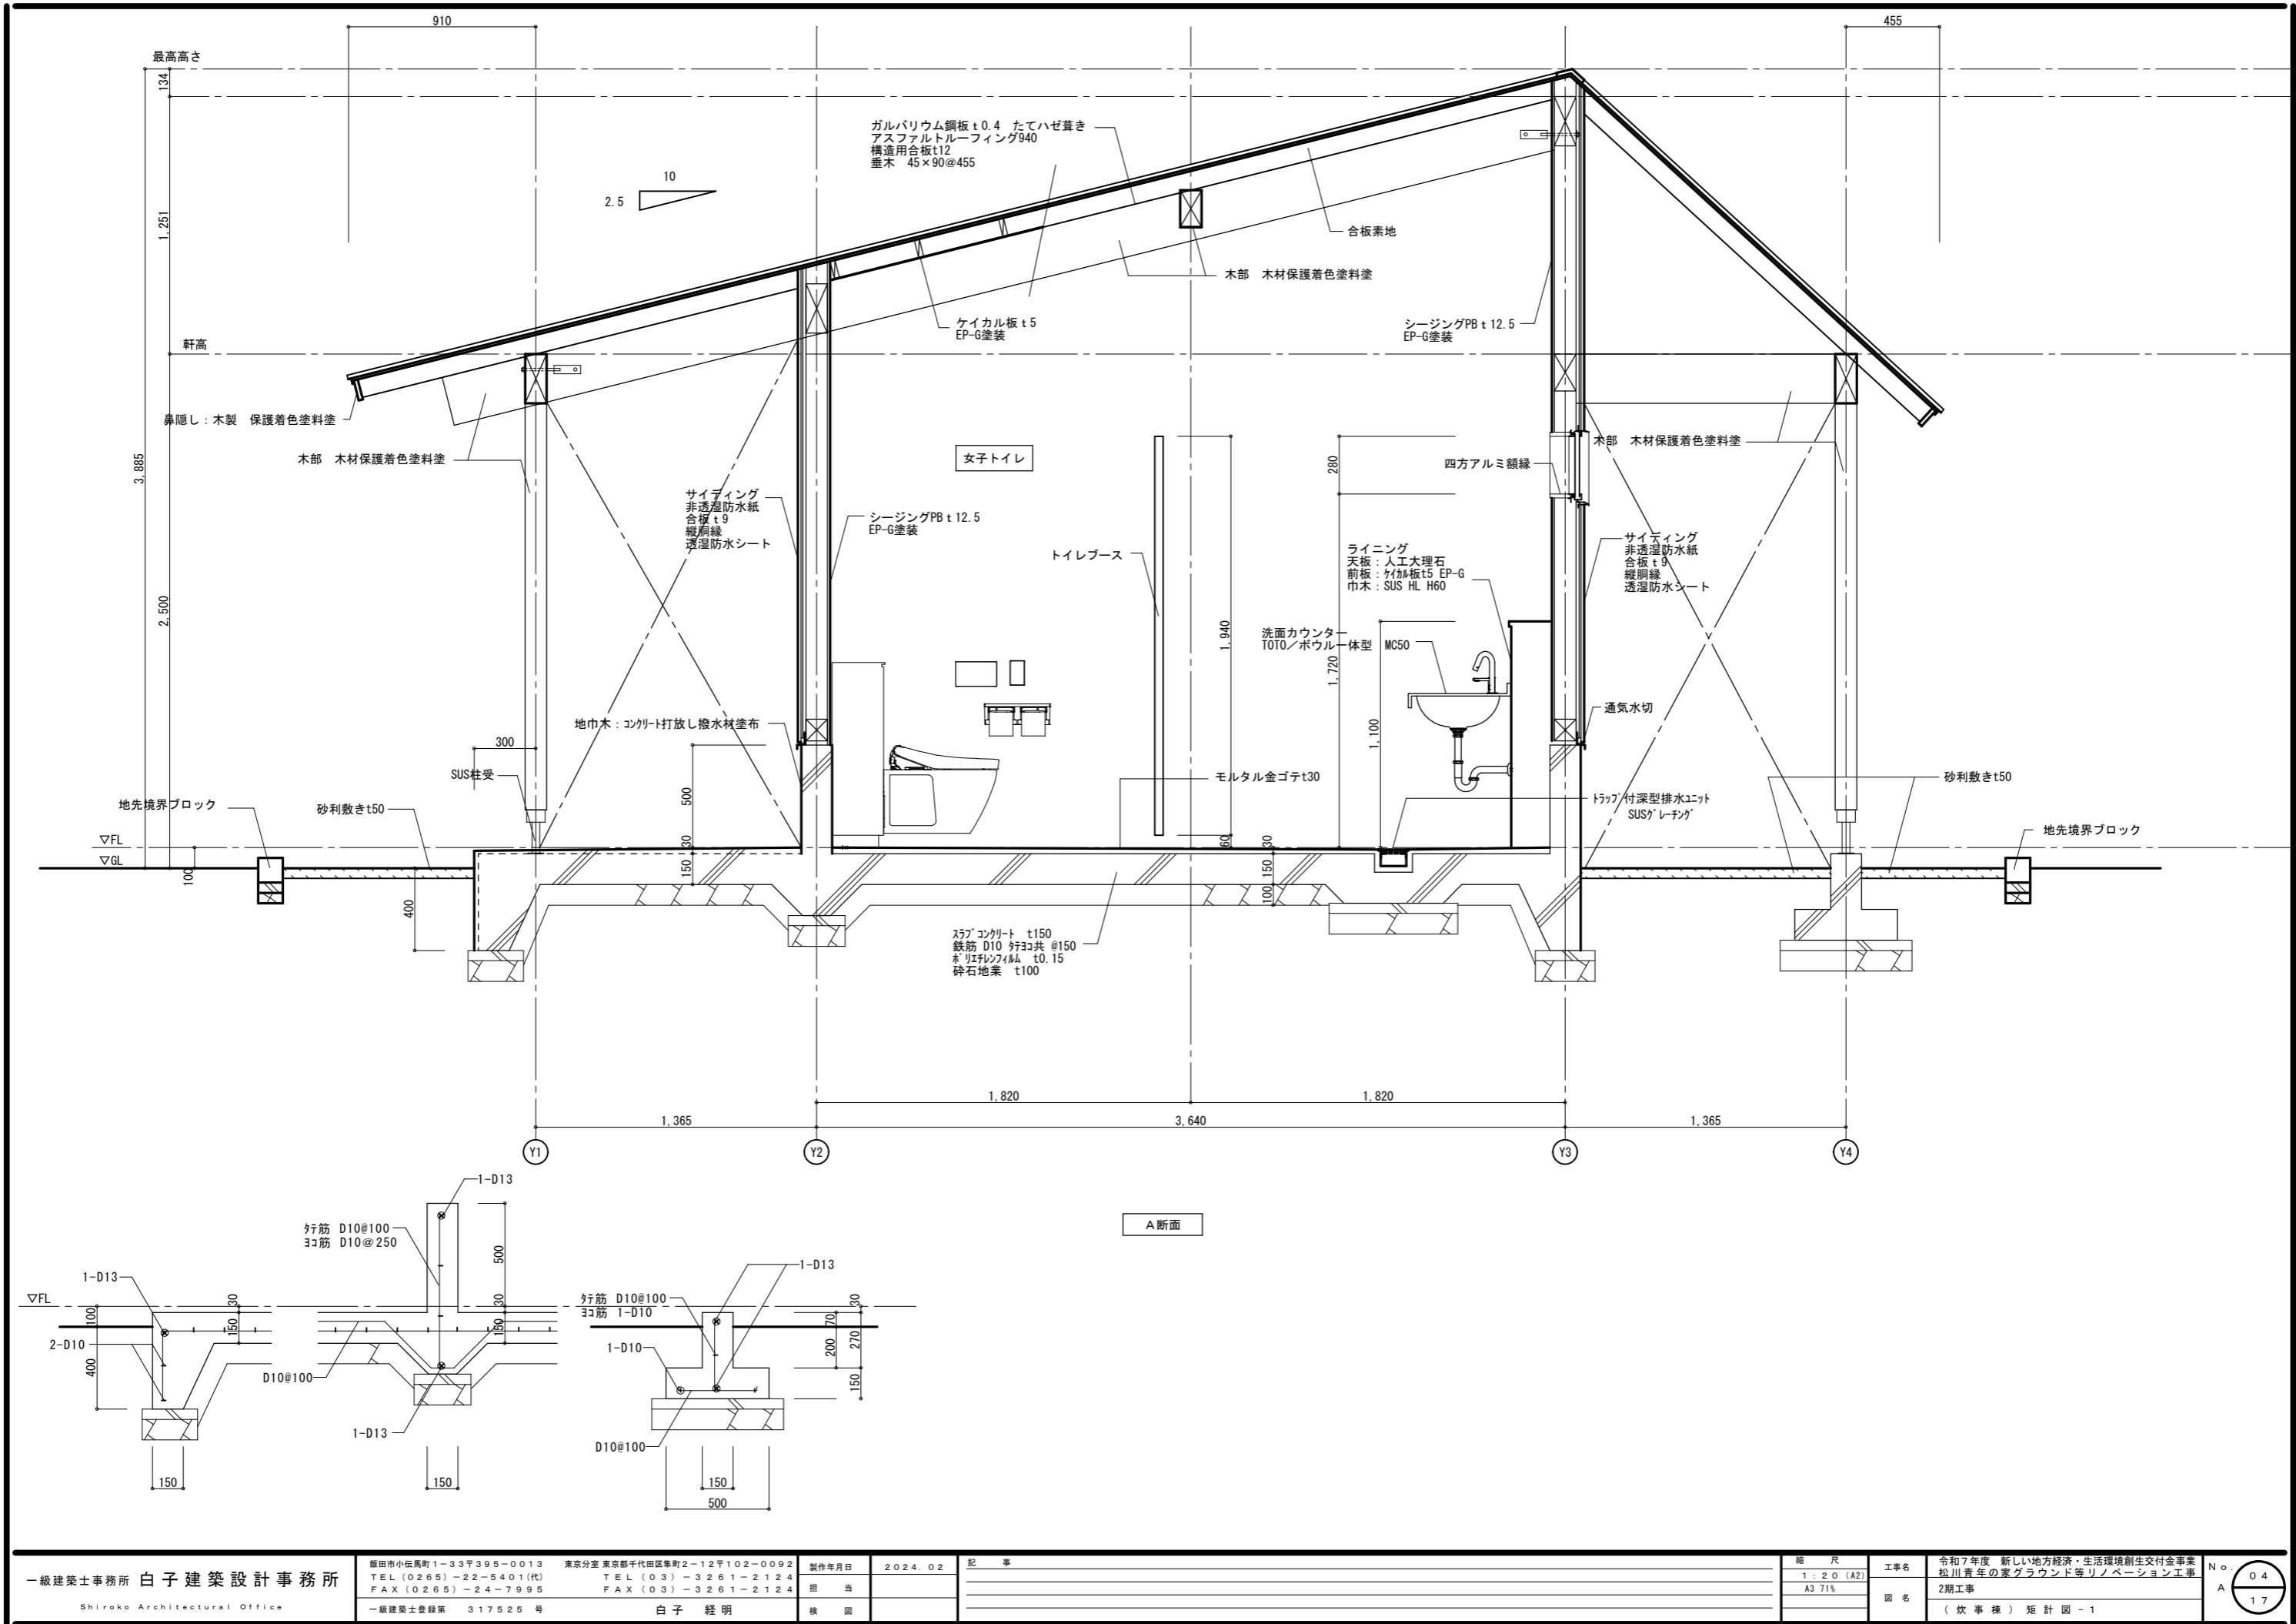 910
455
最高高さ
134
ガルバリウム鋼板ｔ0.4　たてハゼ葺き
アスファルトルーフィング940
構造用合板t12
垂木　45×90@455
10
2.5
1,251
合板素地
木部　木材保護着色塗料塗
ケイカル板ｔ5
EP-G塗装
シージングPBｔ12.5
EP-G塗装
軒高
鼻隠し：木製　保護着色塗料塗
木部　木材保護着色塗料塗
木部　木材保護着色塗料塗
3,885
女子トイレ
280
四方アルミ額縁
サイディング
非透湿防水紙
合板ｔ9
縦胴縁
透湿防水シート
シージングPBｔ12.5
EP-G塗装
トイレブース
ライニング
天板：人工大理石
前板：ｹｲｶﾙ板t5 EP-G
巾木：SUS HL H60
サイディング
非透湿防水紙
合板ｔ9
縦胴縁
透湿防水シート
2,500
1,940
1,720
洗面カウンター
TOTO／ボウル一体型　MC50
1,100
地巾木：ｺﾝｸﾘｰﾄ打放し撥水材塗布
通気水切
300
SUS柱受
500
モルタル金ゴテt30
砂利敷きt50
地先境界ブロック
砂利敷きt50
ﾄﾗｯﾌﾟ付深型排水ﾕﾆｯﾄ
SUSｸﾞﾚｰﾁﾝｸﾞ
地先境界ブロック
▽FL
▽GL
100
30
150
60
30
150
100
400
ｽﾗﾌﾞｺﾝｸﾘｰﾄ　t150
鉄筋 D10 ﾀﾃﾖｺ共 @150
ﾎﾟﾘｴﾁﾚﾝﾌｨﾙﾑ　t0.15
砕石地業　t100
1,820
1,820
1,365
3,640
1,365
Y1
Y2
Y3
Y4
A断面
1-D13
ﾀﾃ筋 D10@100
ﾖｺ筋 D10@250
500
1-D13
▽FL
100
30
150
2-D10
400
30
150
D10@100
1-D13
150
150
1-D13
ﾀﾃ筋 D10@100
ﾖｺ筋 1-D10
1-D10
30
70
200
270
150
D10@100
150
500
一級建築士事務所 白子建築設計事務所
Shiroko Architectural Office
飯田市小伝馬町１－３３〒３９５－００１３
ＴＥＬ（０２６５）－２２－５４０１(代)
ＦＡＸ（０２６５）－２４－７９９５
東京分室 東京都千代田区隼町２－１２〒１０２－００９２
ＴＥＬ（０３）－３２６１－２１２４
ＦＡＸ（０３）－３２６１－２１２４
一級建築士登録第　３１７５２５　号
白子　経明
製作年月日
２０２４．０２
担　当
検　図
記　事
縮　尺
１：２０（A2）
A3 71%
工事名
令和７年度　新しい地方経済・生活環境創生交付金事業
松川青年の家グラウンド等リノベーション工事
図　名
2期工事
（炊事棟）矩計図－１
Ｎｏ．
Ａ
０４
１７